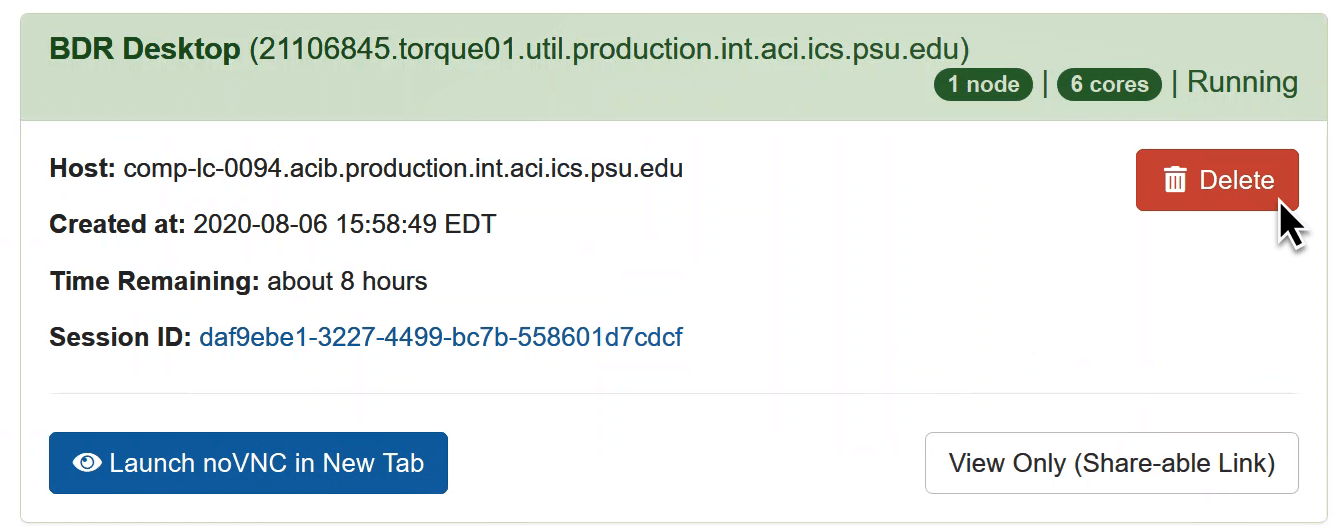 BDR Desktop (21106845.torque01.util.production.int.aci.ics.psu.edu)
1 node | 6 cores | Running
Host: comp-lc-0094.acib.production.int.aci.ics.psu.edu
Delete
Created at: 2020-08-06 15:58:49 EDT
Time Remaining: about 8 hours
Session ID: daf9ebe1-3227-4499-bc7b-558601d7cdcf
Launch noVNC in New Tab
View Only (Share-able Link)